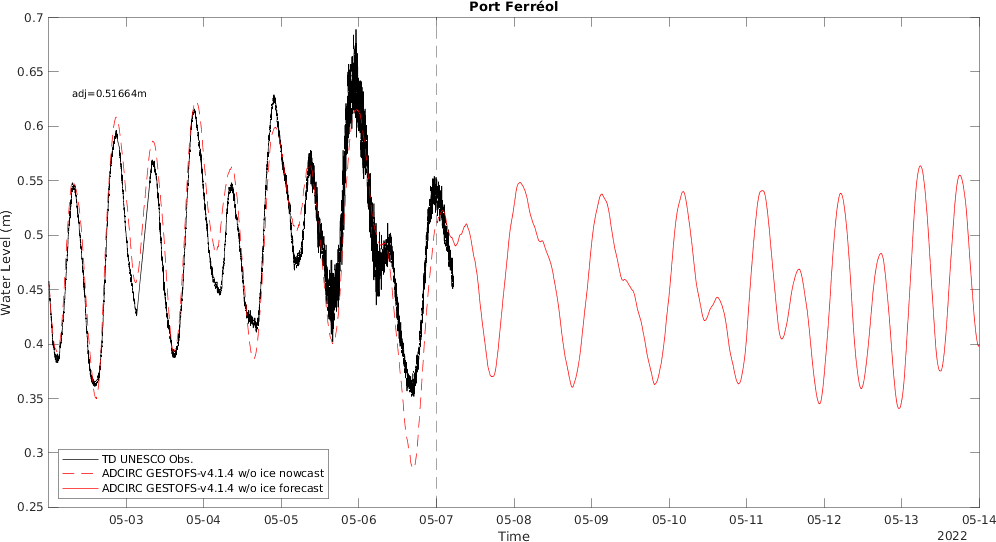 Port Ferréol
0.7
0.65
0.6
0.55
0.5
0.45
0.4
0.35
0.3
0.25
Water Level (m)
adj=0.51664m
TD UNESCO Obs.
ADCIRC GESTOFS-v4.1.4 w/o ice nowcast
ADCIRC GESTOFS-v4.1.4 w/o ice forecast
05-03 05-04 05-05 05-06 05-07 05-08 05-09 05-10 05-11 05-12 05-13 05-14
Time
2022